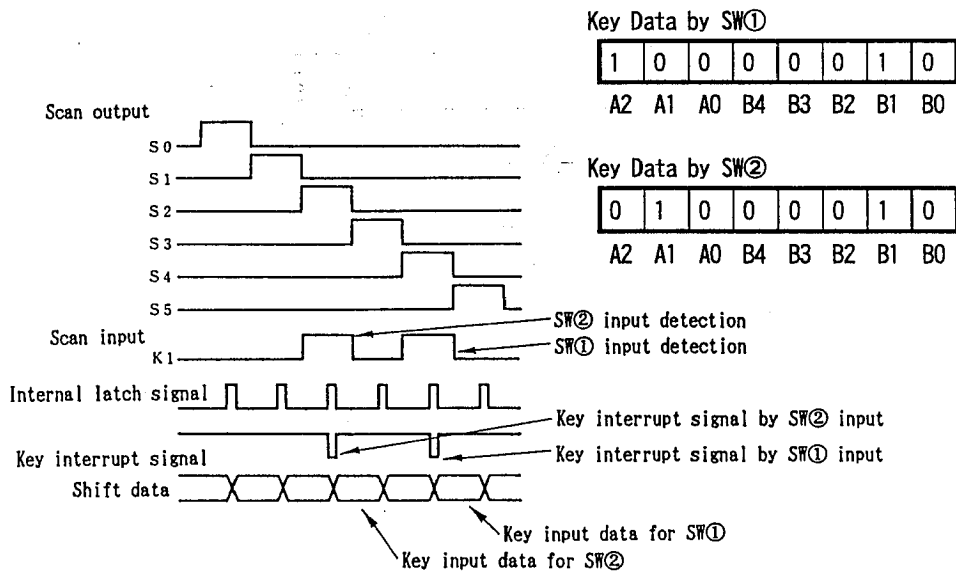 Key Data by SW①
1 0 0 0 0 0 1 0
A2 A1 A0 B4 B3 B2 B1 B0
Key Data by SW②
0 1 0 0 0 0 1 0
A2 A1 A0 B4 B3 B2 B1 B0
Scan output
S0
S1
S2
S3
S4
S5
Scan input
K1
SW② input detection
SW① input detection
Internal latch signal
Key interrupt signal
Key interrupt signal by SW② input
Key interrupt signal by SW① input
Shift data
Key input data for SW①
Key input data for SW②